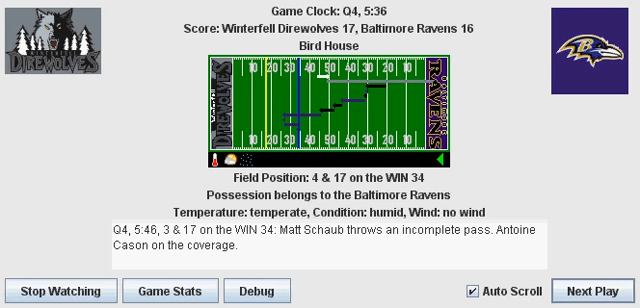 Game Clock: Q4, 5:36
Score: Winterfell Direwolves 17, Baltimore Ravens 16
Bird House
DIREWOLVES
DIREWOLVES
10 20 30 40 50 40 30 20 10
RAVENS
10 20 30 40 50 40 30 20 10
Field Position: 4 & 17 on the WIN 34
Possession belongs to the Baltimore Ravens
Temperature: temperate, Condition: humid, Wind: no wind
Q4, 5:46, 3 & 17 on the WIN 34: Matt Schaub throws an incomplete pass. Antoine
Cason on the coverage.
Stop Watching
Game Stats
Debug
Auto Scroll
Next Play